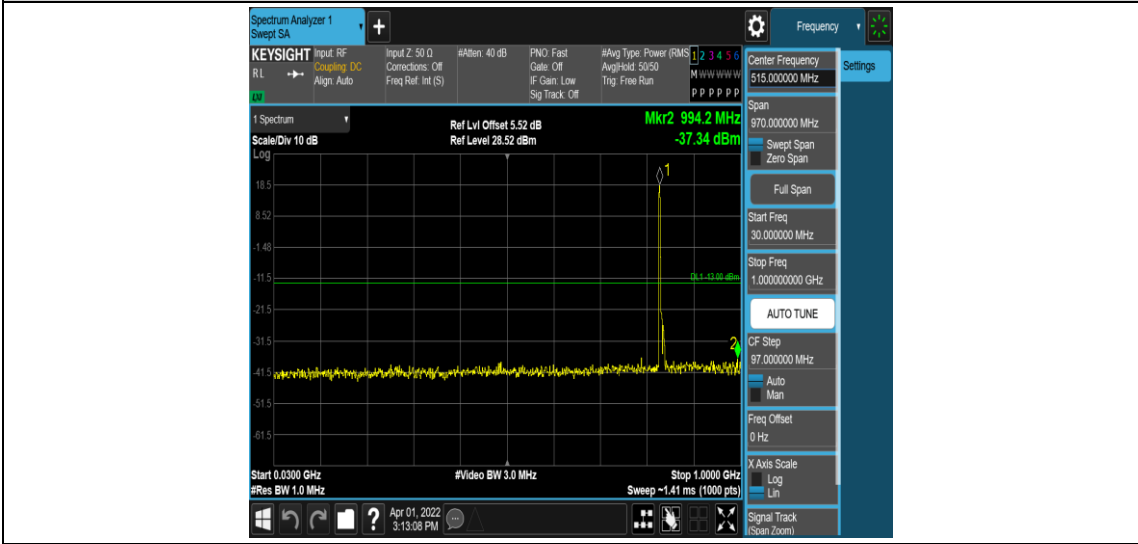 Spectrum Analyzer 1
Swept SA
+
Frequency
KEYSIGHT
RL
Input: RF
Coupling: DC
Align: Auto
Input Z: 50 Ω
Corrections: Off
Freq Ref: Int (S)
#Atten: 40 dB
PNO: Fast
Gate: Off
IF Gain: Low
Sig Track: Off
#Avg Type: Power (RMS
Avg|Hold: 50/50
Trig: Free Run
1 2 3 4 5 6
M W W W W W
P P P P P P
1 Spectrum
Scale/Div 10 dB
Log
Ref Lvl Offset 5.52 dB
Ref Level 28.52 dBm
Mkr2 994.2 MHz
-37.34 dBm
1
18.5
8.52
-1.48
-11.5
DL1 -13.00 dBm
-21.5
-31.5
2
-41.5
-51.5
-61.5
Start 0.0300 GHz
#Video BW 3.0 MHz
Stop 1.0000 GHz
#Res BW 1.0 MHz
Sweep ~1.41 ms (1000 pts)
?
Apr 01, 2022
3:13:08 PM
Center Frequency
515.000000 MHz
Settings
Span
970.000000 MHz
Swept Span
Zero Span
Full Span
Start Freq
30.000000 MHz
Stop Freq
1.000000000 GHz
AUTO TUNE
CF Step
97.000000 MHz
Auto
Man
Freq Offset
0 Hz
X Axis Scale
Log
Lin
Signal Track
(Span Zoom)